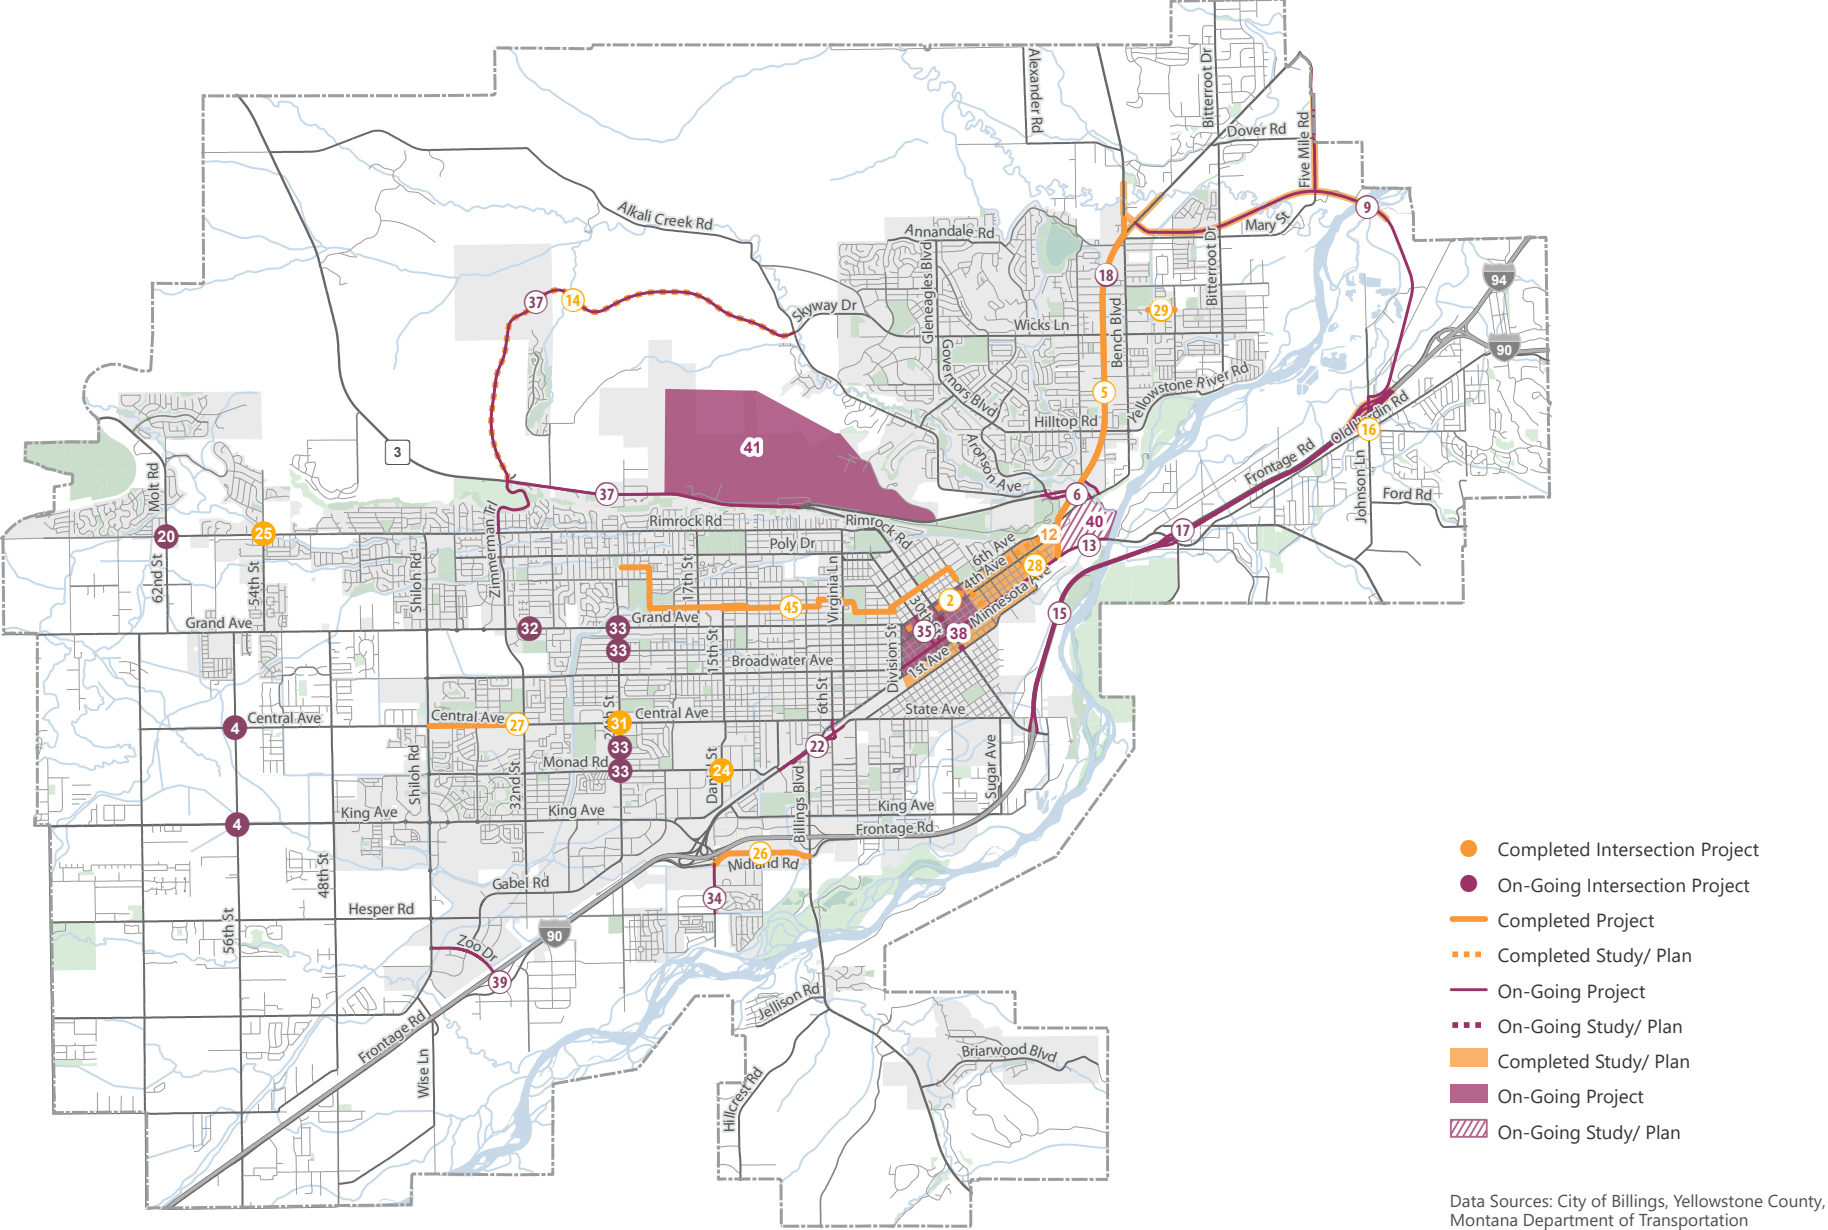 Alexander Rd
Bitterroot Dr
Dover Rd
Five Mile Rd
Alkali Creek Rd
Annandale Rd
Mary St
9
Bitterroot Dr
Gleneagles Blvd
18
94
37
14
Skyway Dr
29
Wicks Ln
Bench Blvd
90
Governors Blvd
Yellowstone River Rd
5
Hilltop Rd
Old Hardin Rd
16
3
41
Aronson Ave
Frontage Rd
Molt Rd
37
6
Johnson Ln
Ford Rd
Zimmerman Trl
Rimrock Rd
Rimrock Rd
40
20
25
12
17
Poly Dr
13
6th Ave
4th Ave
28
62nd St
54th St
Shiloh Rd
17th St
Virginia Ln
Minnesota Ave
45
2
15
Grand Ave
Grand Ave
32
33
35
38
33
15th St
Broadwater Ave
Division St
1st Ave
6th St
State Ave
4
Central Ave
Central Ave
27
31
Central Ave
33
22
Monad Rd
33
24
Shiloh Rd
32nd St
Billings Blvd
Sugar Ave
King Ave
King Ave
King Ave
4
Frontage Rd
26
Midland Rd
48th St
Gabel Rd
34
Hesper Rd
56th St
90
Zoo Dr
39
Jellison Rd
Frontage Rd
Wise Ln
Briarwood Blvd
Hillcrest Rd
Completed Intersection Project
On-Going Intersection Project
Completed Project
Completed Study/ Plan
On-Going Project
On-Going Study/ Plan
Completed Study/ Plan
On-Going Project
On-Going Study/ Plan
Data Sources: City of Billings, Yellowstone County,
Montana Department of Transportation